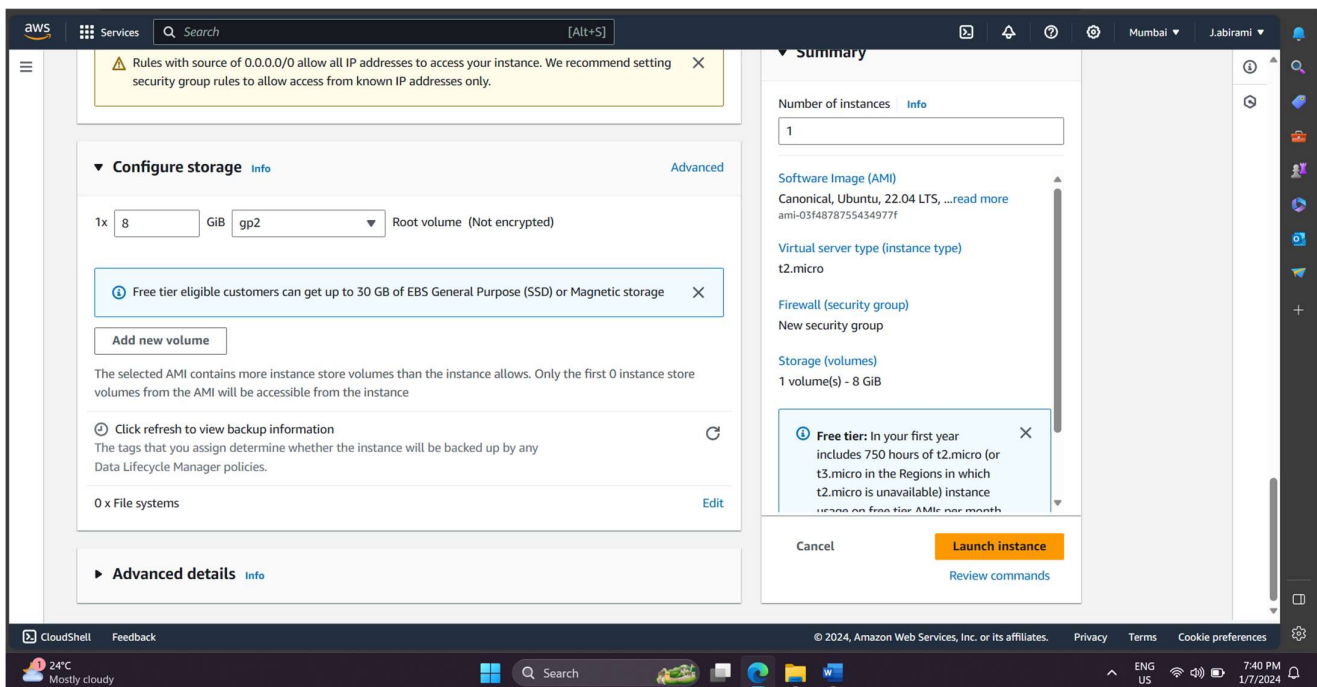 aws
Services
Search
[Alt+S]
Mumbai
J.abirami
Rules with source of 0.0.0.0/0 allow all IP addresses to access your instance. We recommend setting
security group rules to allow access from known IP addresses only.
Configure storage Info
Advanced
1x 8 GiB gp2 Root volume (Not encrypted)
Free tier eligible customers can get up to 30 GB of EBS General Purpose (SSD) or Magnetic storage
Add new volume
The selected AMI contains more instance store volumes than the instance allows. Only the first 0 instance store
volumes from the AMI will be accessible from the instance
Click refresh to view backup information
The tags that you assign determine whether the instance will be backed up by any
Data Lifecycle Manager policies.
0 x File systems
Edit
Advanced details Info
Summary
Number of instances Info
1
Software Image (AMI)
Canonical, Ubuntu, 22.04 LTS, ...read more
ami-03f4878755434977f
Virtual server type (instance type)
t2.micro
Firewall (security group)
New security group
Storage (volumes)
1 volume(s) - 8 GiB
Free tier: In your first year
includes 750 hours of t2.micro (or
t3.micro in the Regions in which
t2.micro is unavailable) instance
usage on free tier AMIs per month
Cancel
Launch instance
Review commands
CloudShell
Feedback
© 2024, Amazon Web Services, Inc. or its affiliates.
Privacy
Terms
Cookie preferences
1
24°C
Mostly cloudy
Search
ENG
US
7:40 PM
1/7/2024